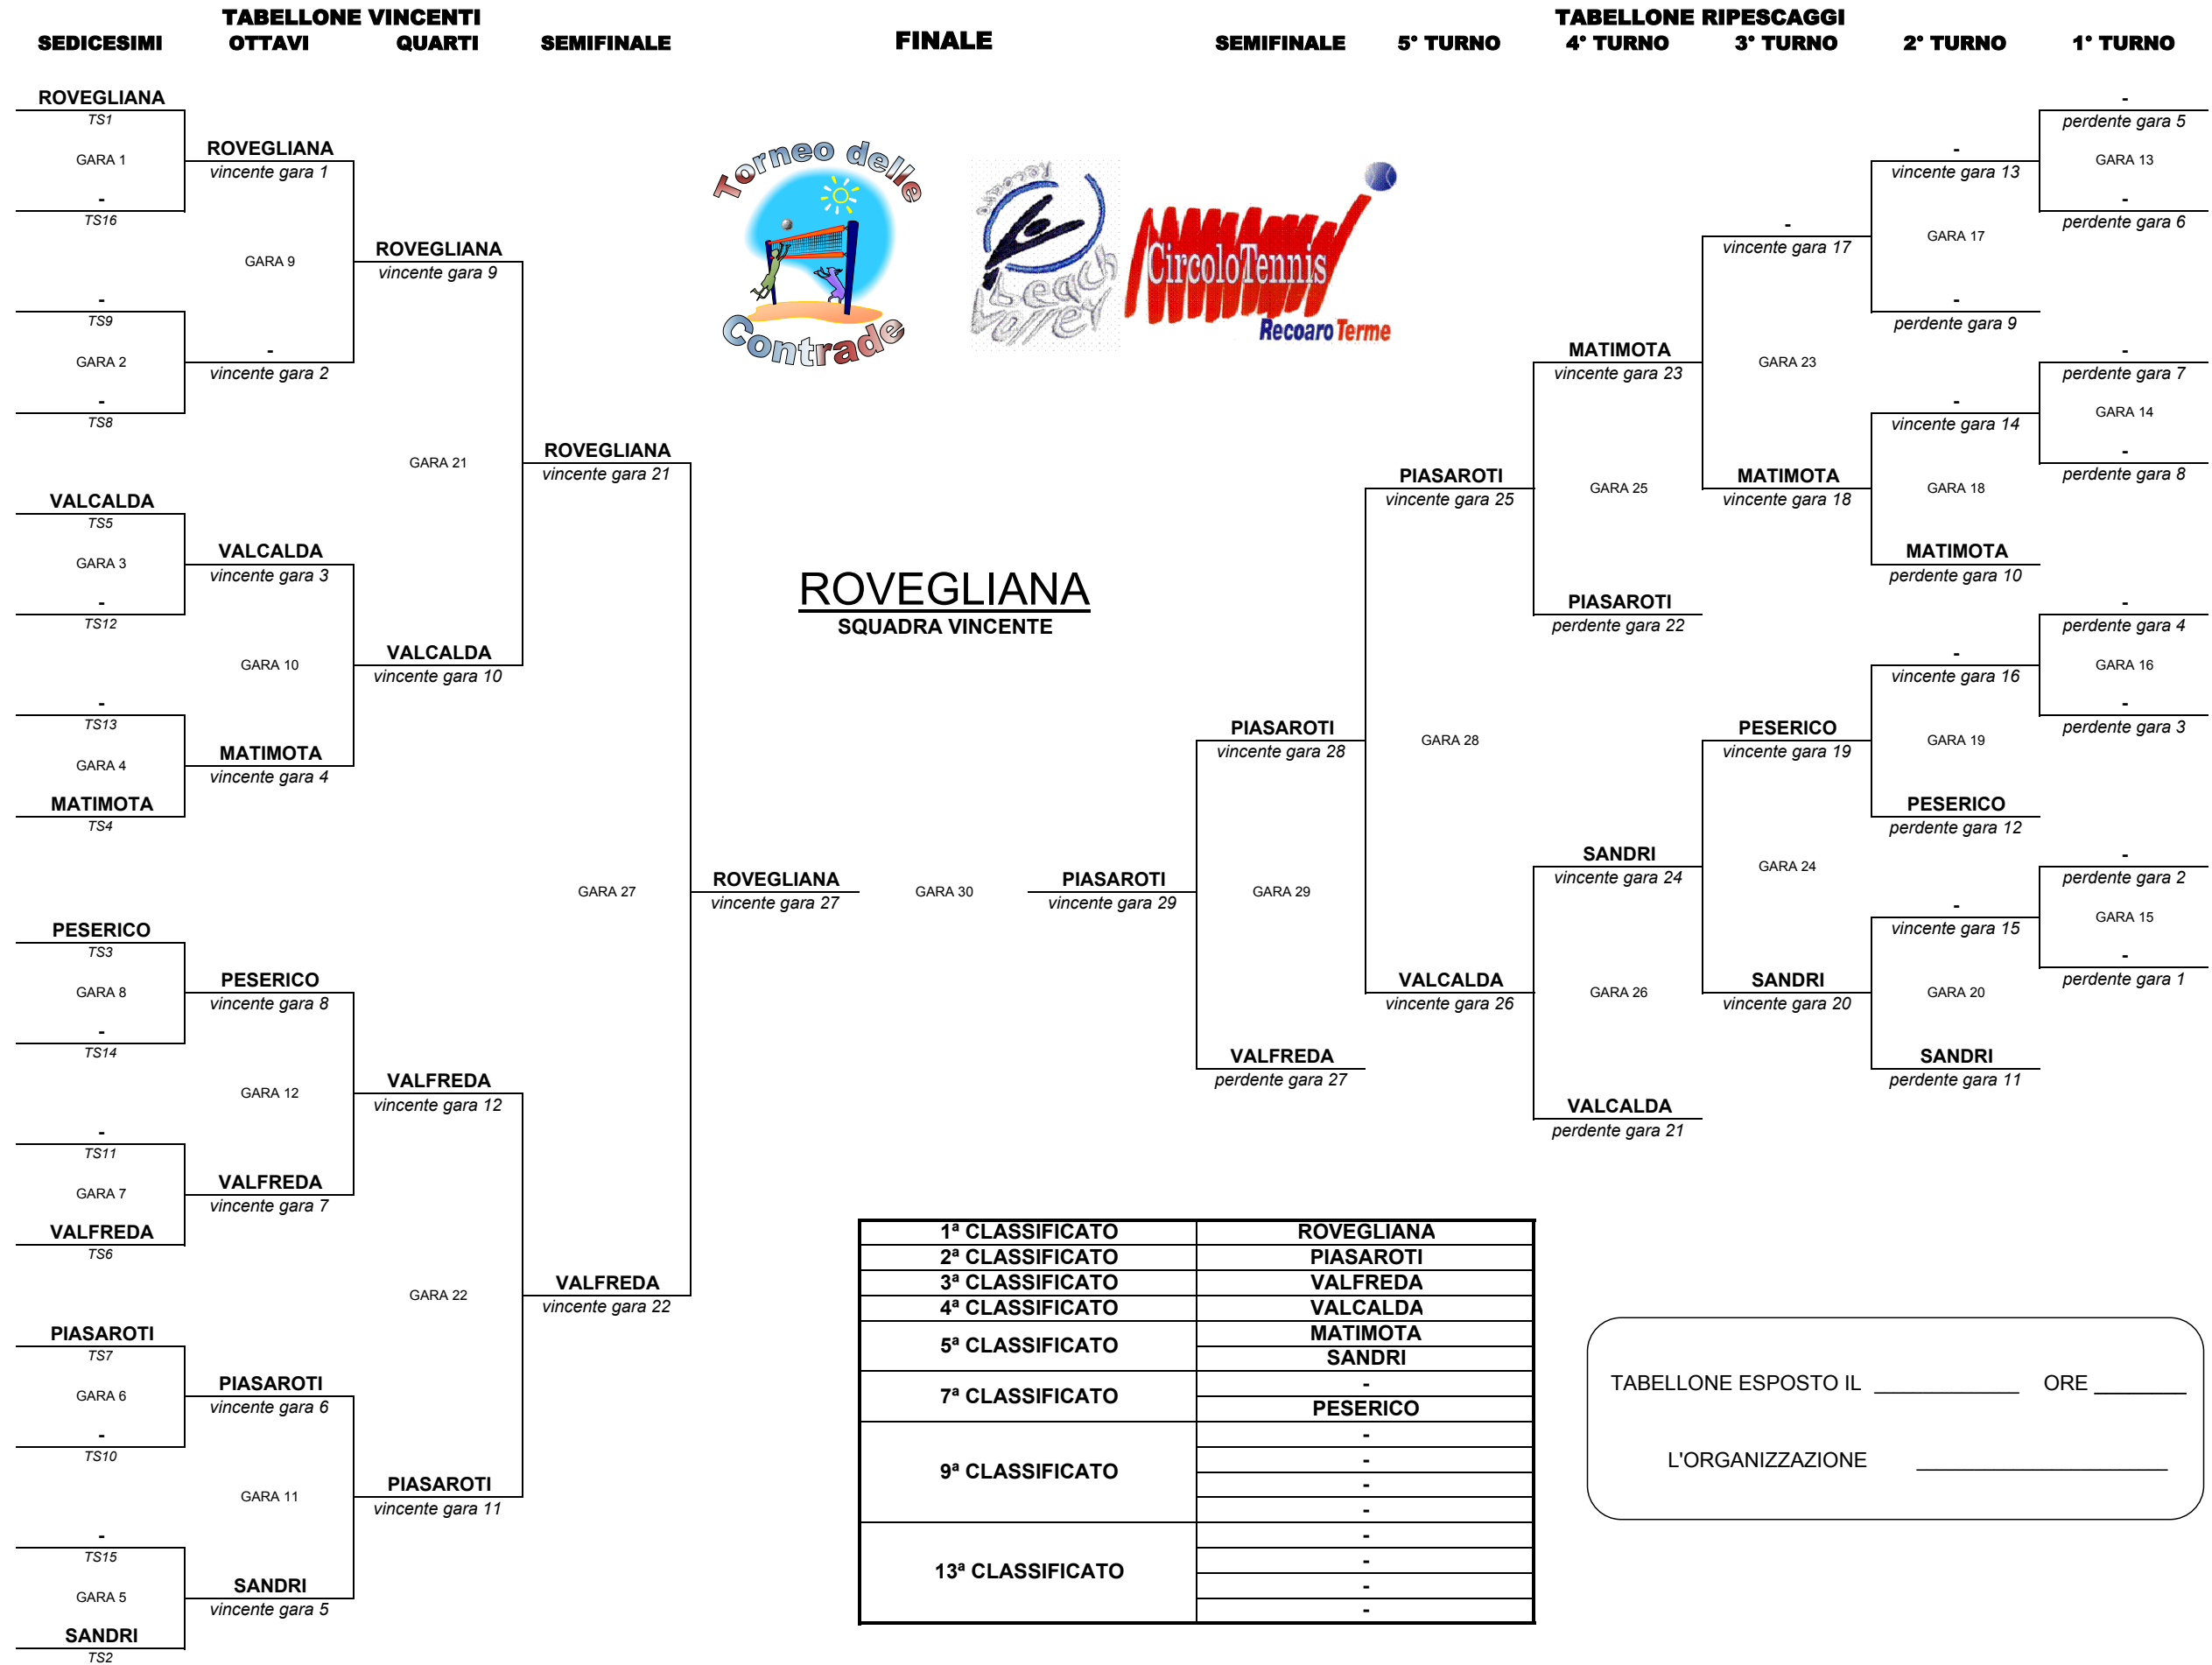 TABELLONE VINCENTI
TABELLONE RIPESCAGGI
SEDICESIMI OTTAVI QUARTI SEMIFINALE FINALE SEMIFINALE 5° TURNO 4° TURNO 3° TURNO 2° TURNO 1° TURNO
ROVEGLIANA
TS1
GARA 1
-
TS16
-
TS9
GARA 2
-
TS8
VALCALDA
TS5
GARA 3
-
TS12
-
TS13
GARA 4
MATIMOTA
TS4
PESERICO
TS3
GARA 8
-
TS14
-
TS11
GARA 7
VALFREDA
TS6
PIASAROTI
TS7
GARA 6
-
TS10
-
TS15
GARA 5
SANDRI
TS2
ROVEGLIANA
vincente gara 1
GARA 9
-
vincente gara 2
VALCALDA
vincente gara 3
GARA 10
MATIMOTA
vincente gara 4
PESERICO
vincente gara 8
GARA 12
VALFREDA
vincente gara 7
PIASAROTI
vincente gara 6
GARA 11
SANDRI
vincente gara 5
ROVEGLIANA
vincente gara 9
GARA 21
VALCALDA
vincente gara 10
VALFREDA
vincente gara 12
GARA 22
PIASAROTI
vincente gara 11
ROVEGLIANA
vincente gara 21
GARA 27
VALFREDA
vincente gara 22
Torneo delle
Contrade
Recoaro
Beach
Volley
CircoloTennis
Recoaro Terme
ROVEGLIANA
SQUADRA VINCENTE
ROVEGLIANA
vincente gara 27
GARA 30
PIASAROTI
vincente gara 29
PIASAROTI
vincente gara 28
GARA 29
VALFREDA
perdente gara 27
PIASAROTI
vincente gara 25
GARA 28
VALCALDA
vincente gara 26
MATIMOTA
vincente gara 23
GARA 25
PIASAROTI
perdente gara 22
SANDRI
vincente gara 24
GARA 26
VALCALDA
perdente gara 21
-
vincente gara 17
GARA 23
MATIMOTA
vincente gara 18
PESERICO
vincente gara 19
GARA 24
SANDRI
vincente gara 20
-
vincente gara 13
GARA 17
-
perdente gara 9
-
vincente gara 14
GARA 18
MATIMOTA
perdente gara 10
-
vincente gara 16
GARA 19
PESERICO
perdente gara 12
-
vincente gara 15
GARA 20
SANDRI
perdente gara 11
-
perdente gara 5
GARA 13
-
perdente gara 6
-
perdente gara 7
GARA 14
-
perdente gara 8
-
perdente gara 4
GARA 16
-
perdente gara 3
-
perdente gara 2
GARA 15
-
perdente gara 1
1ª CLASSIFICATO ROVEGLIANA
2ª CLASSIFICATO PIASAROTI
3ª CLASSIFICATO VALFREDA
4ª CLASSIFICATO VALCALDA
5ª CLASSIFICATO MATIMOTA
SANDRI
7ª CLASSIFICATO -
PESERICO
9ª CLASSIFICATO -
-
-
-
13ª CLASSIFICATO -
-
-
-
TABELLONE ESPOSTO IL ____________ ORE ________
L'ORGANIZZAZIONE ____________________